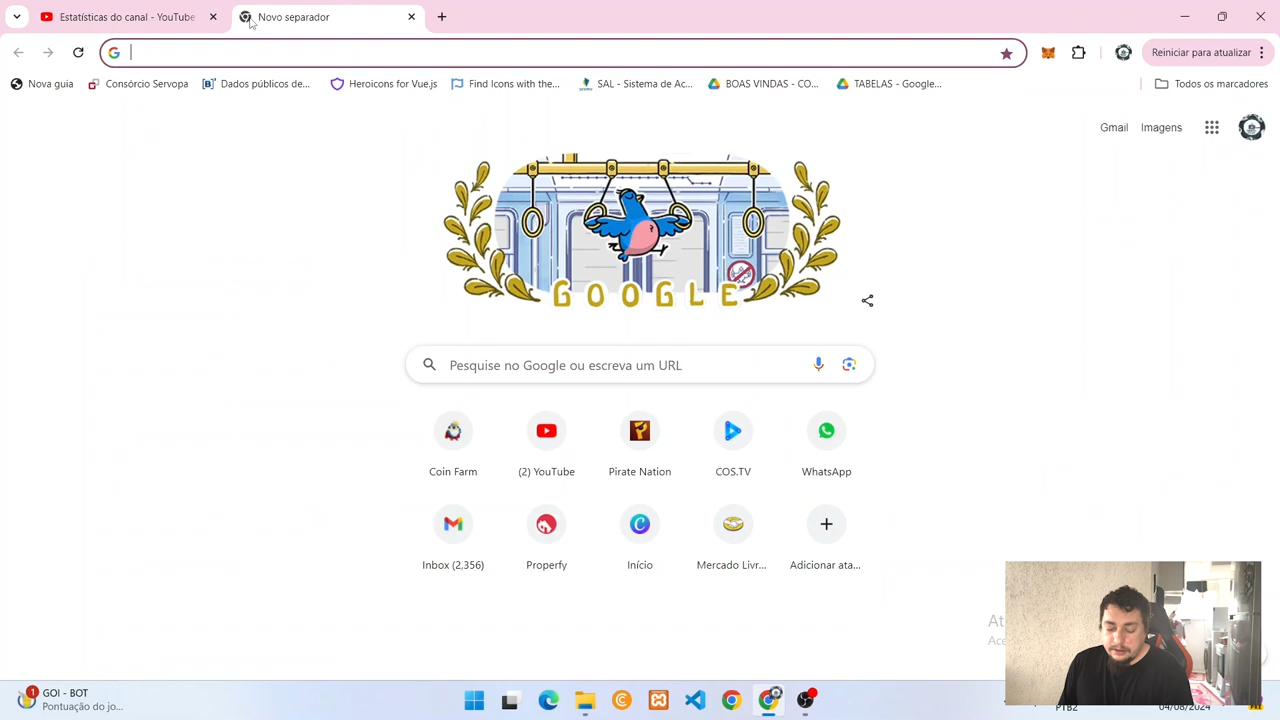 Estatísticas do canal - YouTube
Novo separador
Reiniciar para atualizar
Nova guia
Consórcio Servopa
Dados públicos de...
Heroicons for Vue.js
Find Icons with the...
SAL - Sistema de Ac...
BOAS VINDAS - CO...
TABELAS - Google...
Todos os marcadores
Gmail
Imagens
GOOGLE
Pesquise no Google ou escreva um URL
Coin Farm
(2) YouTube
Pirate Nation
COS.TV
WhatsApp
Inbox (2,356)
Properfy
Início
Mercado Livr...
Adicionar ata...
1
GOI - BOT
Pontuação do jo...
PTB2
04/08/2024